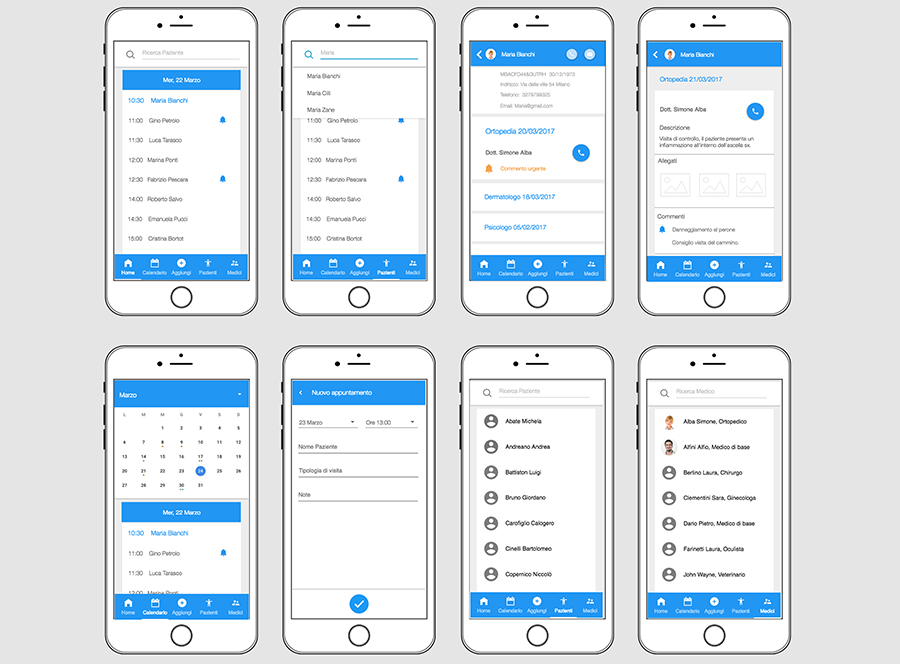 Ricerca Paziente
Mer, 22 Marzo
10:30 Maria Bianchi
11:00 Gino Petrolo
11:30 Luca Tarasco
12:00 Marina Ponti
12:30 Fabrizio Pescara
14:00 Roberto Salvo
14:30 Emanuela Pucci
15:00 Cristina Bortot
Home Calendario Aggiungi Pazienti Medici
Maria
Maria Bianchi
Maria Cilli
Maria Zane
11:00 Gino Petrolo
11:30 Luca Tarasco
12:00 Marina Ponti
12:30 Fabrizio Pescara
14:00 Roberto Salvo
14:30 Emanuela Pucci
15:00 Cristina Bortot
Home Calendario Aggiungi Pazienti Medici
Maria Bianchi
30/12/1973
Indirizzo: Via delle ville 54 Milano
Telefono: 3279798325
Email: Maria@gmail.com
Ortopedia 20/03/2017
Dott. Simone Alba
Commento urgente
Dermatologo 18/03/2017
Psicologo 05/02/2017
Home Calendario Aggiungi Pazienti Medici
Maria Bianchi
Ortopedia 21/03/2017
Dott. Simone Alba
Descrizione
Visita di controllo, il paziente presenta un
infiammazione all'interno dell'ascella sx.
Alegati
Commenti
Danneggiamento al perone
Consiglio visita del cammino.
Home Calendario Aggiungi Pazienti Medici
Marzo
L M M G V S D
1 2 3 4 5
6 7 8 9 10 11 12
13 14 15 16 17 18 19
20 21 22 23 24 25 26
27 28 29 30 31
Mer, 22 Marzo
10:30 Maria Bianchi
11:00 Gino Petrolo
11:30 Luca Tarasco
12:00 Marina Ponti
Home Calendario Aggiungi Pazienti Medici
Nuovo appuntamento
23 Marzo Ore 13:00
Nome Paziente
Tipologia di visita
Note
Ricerca Paziente
Abate Michela
Andreano Andrea
Battiston Luigi
Bruno Giordano
Carofiglio Calogero
Cinelli Bartolomeo
Copernico Niccolò
Home Calendario Aggiungi Pazienti Medici
Ricerca Medico
Alba Simone, Ortopedico
Alfini Alfio, Medico di base
Berlino Laura, Chirurgo
Clementini Sara, Ginecologa
Dario Pietro, Medico di base
Farinetti Laura, Oculista
John Wayne, Veterinario
Home Calendario Aggiungi Pazienti Medici